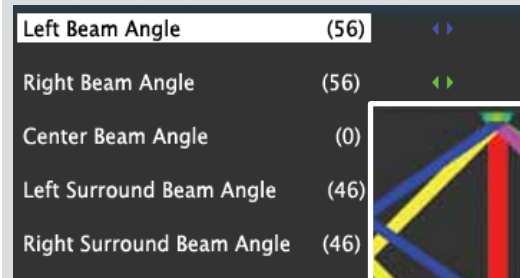 Left Beam Angle (56)
Right Beam Angle (56)
Center Beam Angle (0)
Left Surround Beam Angle (46)
Right Surround Beam Angle (46)